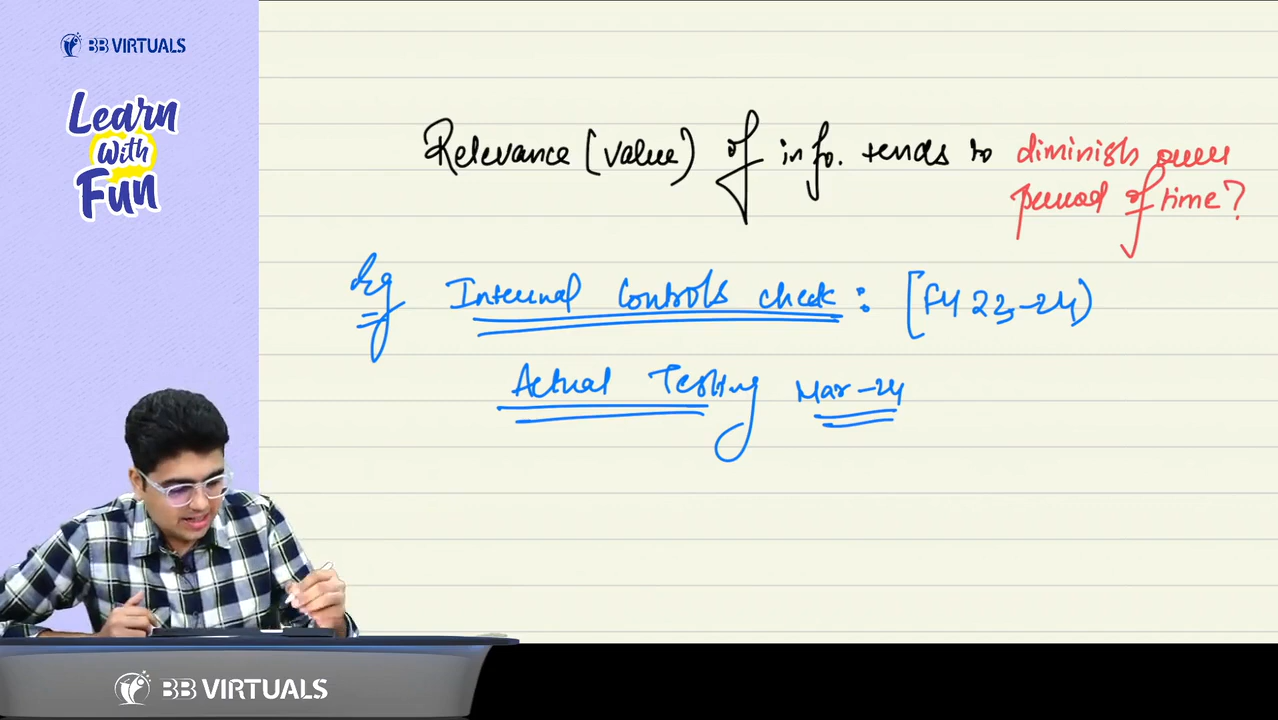 BB VIRTUALS
Learn
with
Fun
Relevance (value) of info. tends to diminish over
period of time?
Eg Internal Controls check: [FY 23-24)
Actual Testing Mar-24
BB VIRTUALS